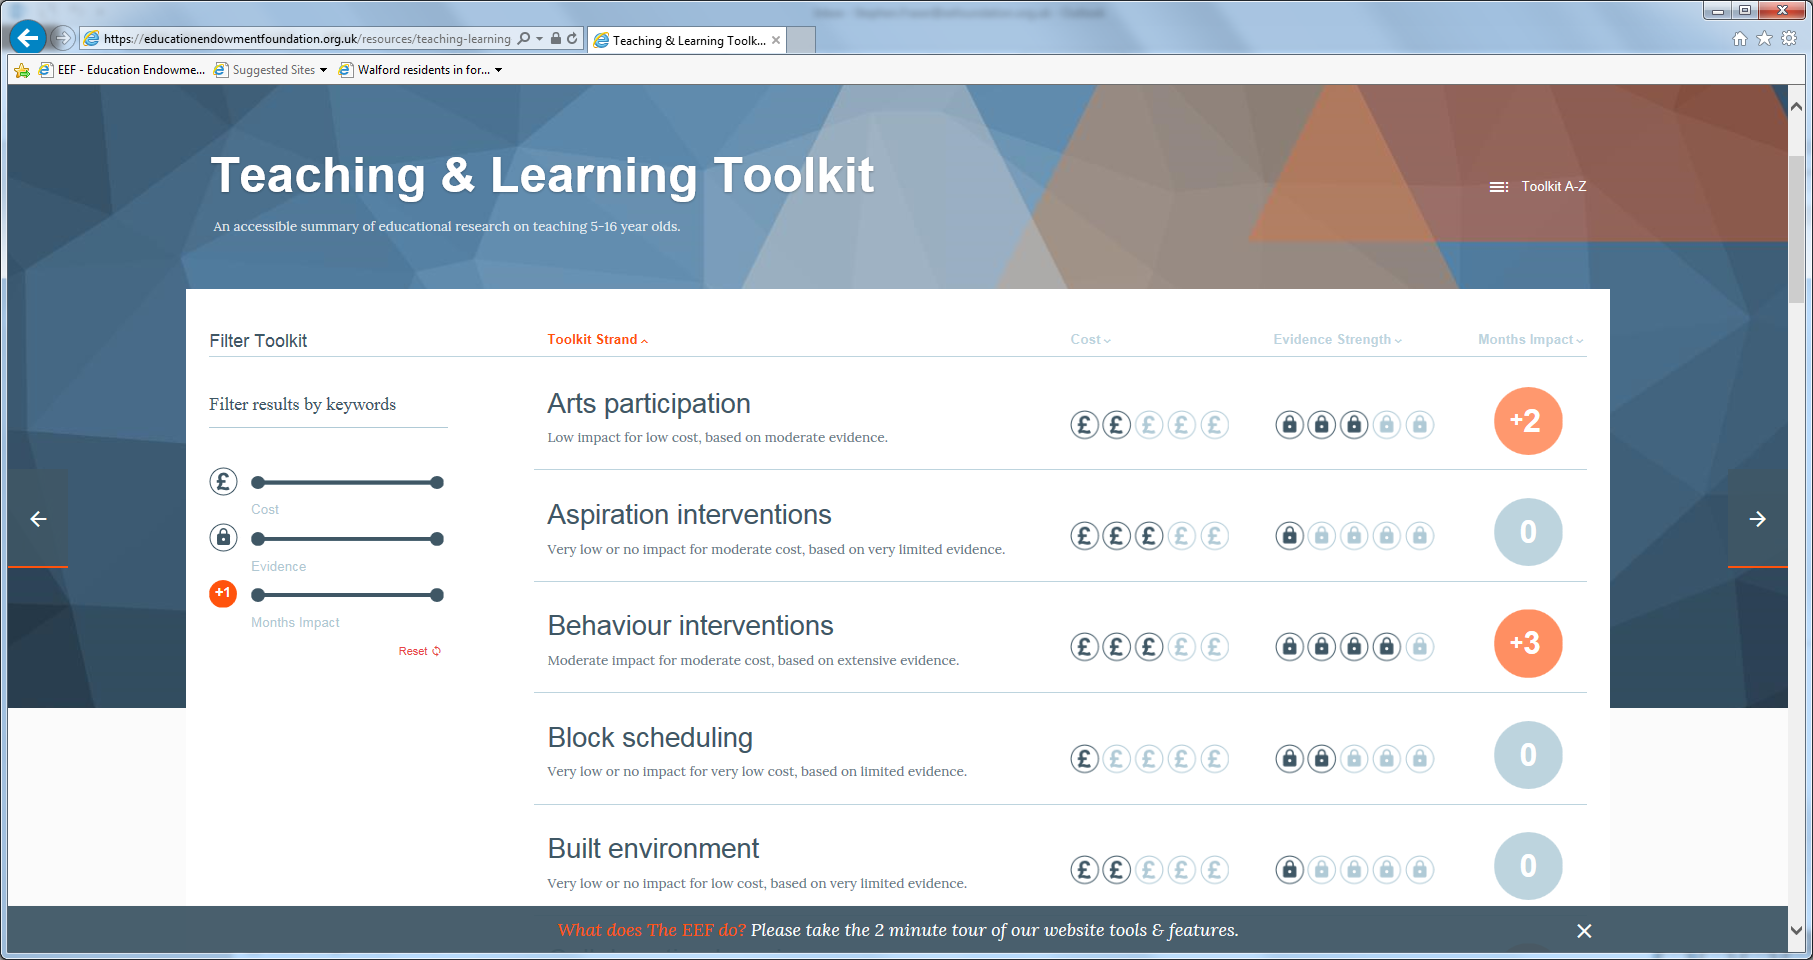 https://educationendowmentfoundation.org.uk/resources/teaching-learning
Teaching & Learning Toolk...
EEF - Education Endowme...
Suggested Sites
Walford residents in for...
Teaching & Learning Toolkit
An accessible summary of educational research on teaching 5-16 year olds.
Toolkit A-Z
Filter Toolkit
Toolkit Strand
Cost
Evidence Strength
Months Impact
Filter results by keywords
£
Cost
Evidence
+1
Months Impact
Reset
Arts participation
Low impact for low cost, based on moderate evidence.
£ £ £ £ £
+2
Aspiration interventions
Very low or no impact for moderate cost, based on very limited evidence.
£ £ £ £ £
0
Behaviour interventions
Moderate impact for moderate cost, based on extensive evidence.
£ £ £ £ £
+3
Block scheduling
Very low or no impact for very low cost, based on limited evidence.
£ £ £ £ £
0
Built environment
Very low or no impact for low cost, based on very limited evidence.
£ £ £ £ £
0
What does The EEF do? Please take the 2 minute tour of our website tools & features.